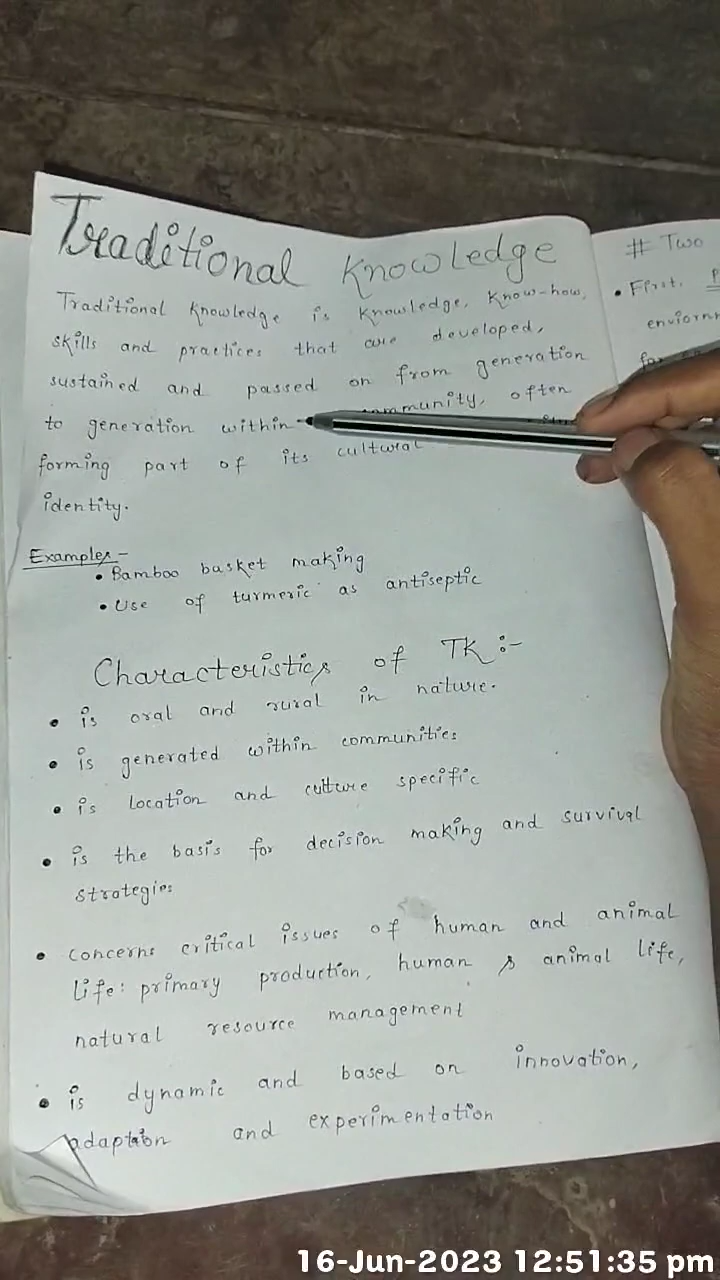 Traditional Knowledge
Traditional Knowledge is Knowledge, Know-how,
skills and practices that are developed,
sustained and passed on from generation
to generation within community, often
forming part of its cultural
identity.
Examples-
• Bamboo basket making
• Use of turmeric as antiseptic
Characteristics of TK :-
• is oral and rural in nature.
• is generated within communities
• is location and culture specific
• is the basis for decision making and survival
strategies
• concerns critical issues of human and animal
life: primary production, human & animal life,
natural resource management
• is dynamic and based on innovation,
adaption and experimentation
# Two
• First,
16-Jun-2023 12:51:35 pm